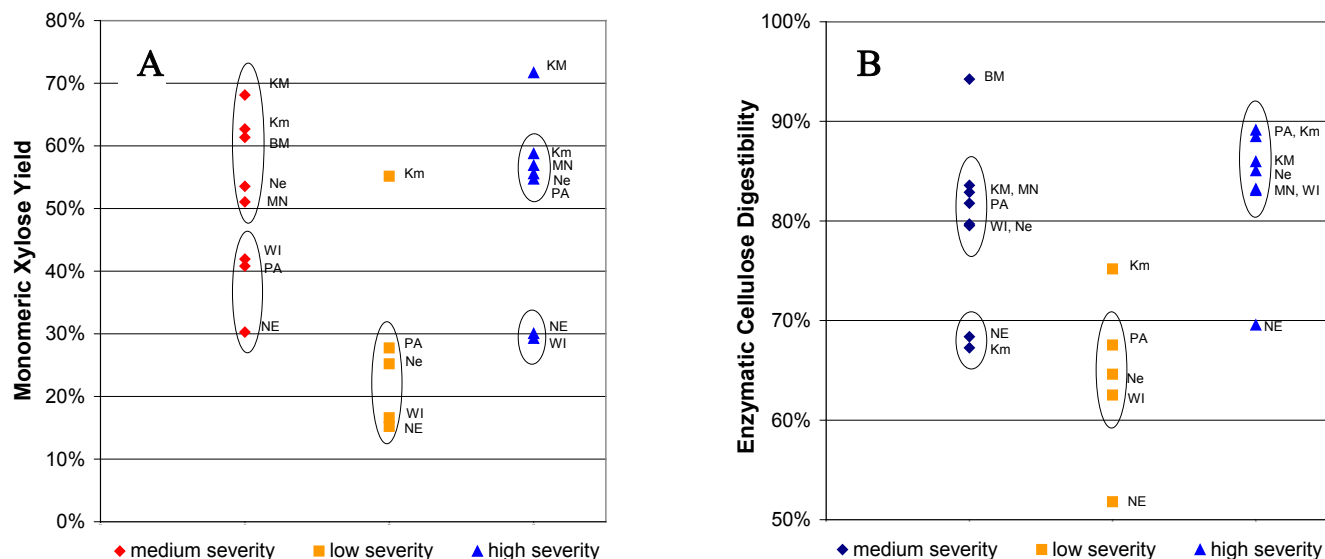 A
Monomeric Xylose Yield
80%
70%
60%
50%
40%
30%
20%
10%
0%
KM
Km
BM
Ne
MN
WI
PA
NE
Km
PA
Ne
WI
NE
KM
Km
MN
Ne
PA
NE
WI
medium severity low severity high severity
B
Enzymatic Cellulose Digestibility
100%
90%
80%
70%
60%
50%
BM
KM, MN
PA
WI, Ne
NE
Km
Km
PA
Ne
WI
NE
PA, Km
KM
Ne
MN, WI
NE
medium severity low severity high severity